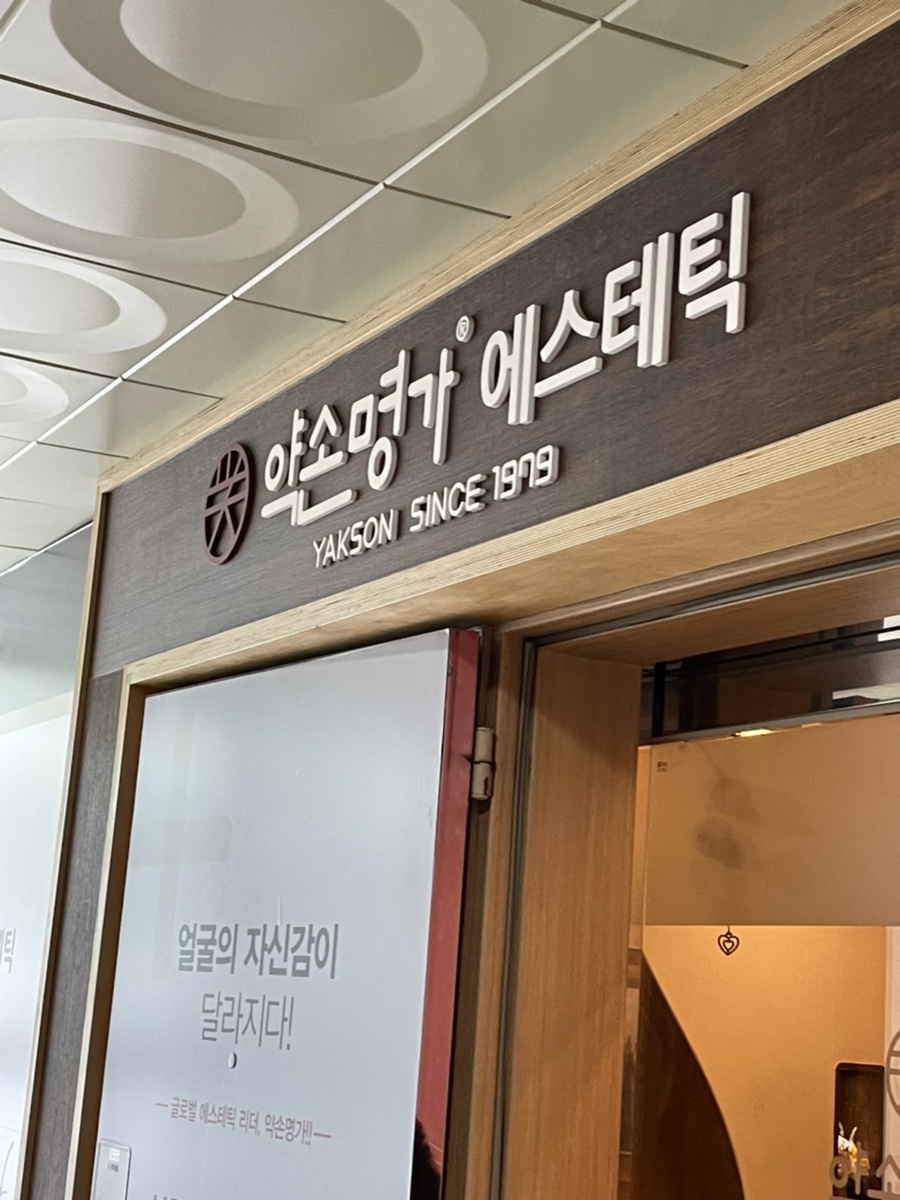 약손명가® 에스테틱
YAKSON SINCE 1979
얼굴의 자신감이
달라지다!
— 글로벌 에스테틱 리더, 약손명가!! —